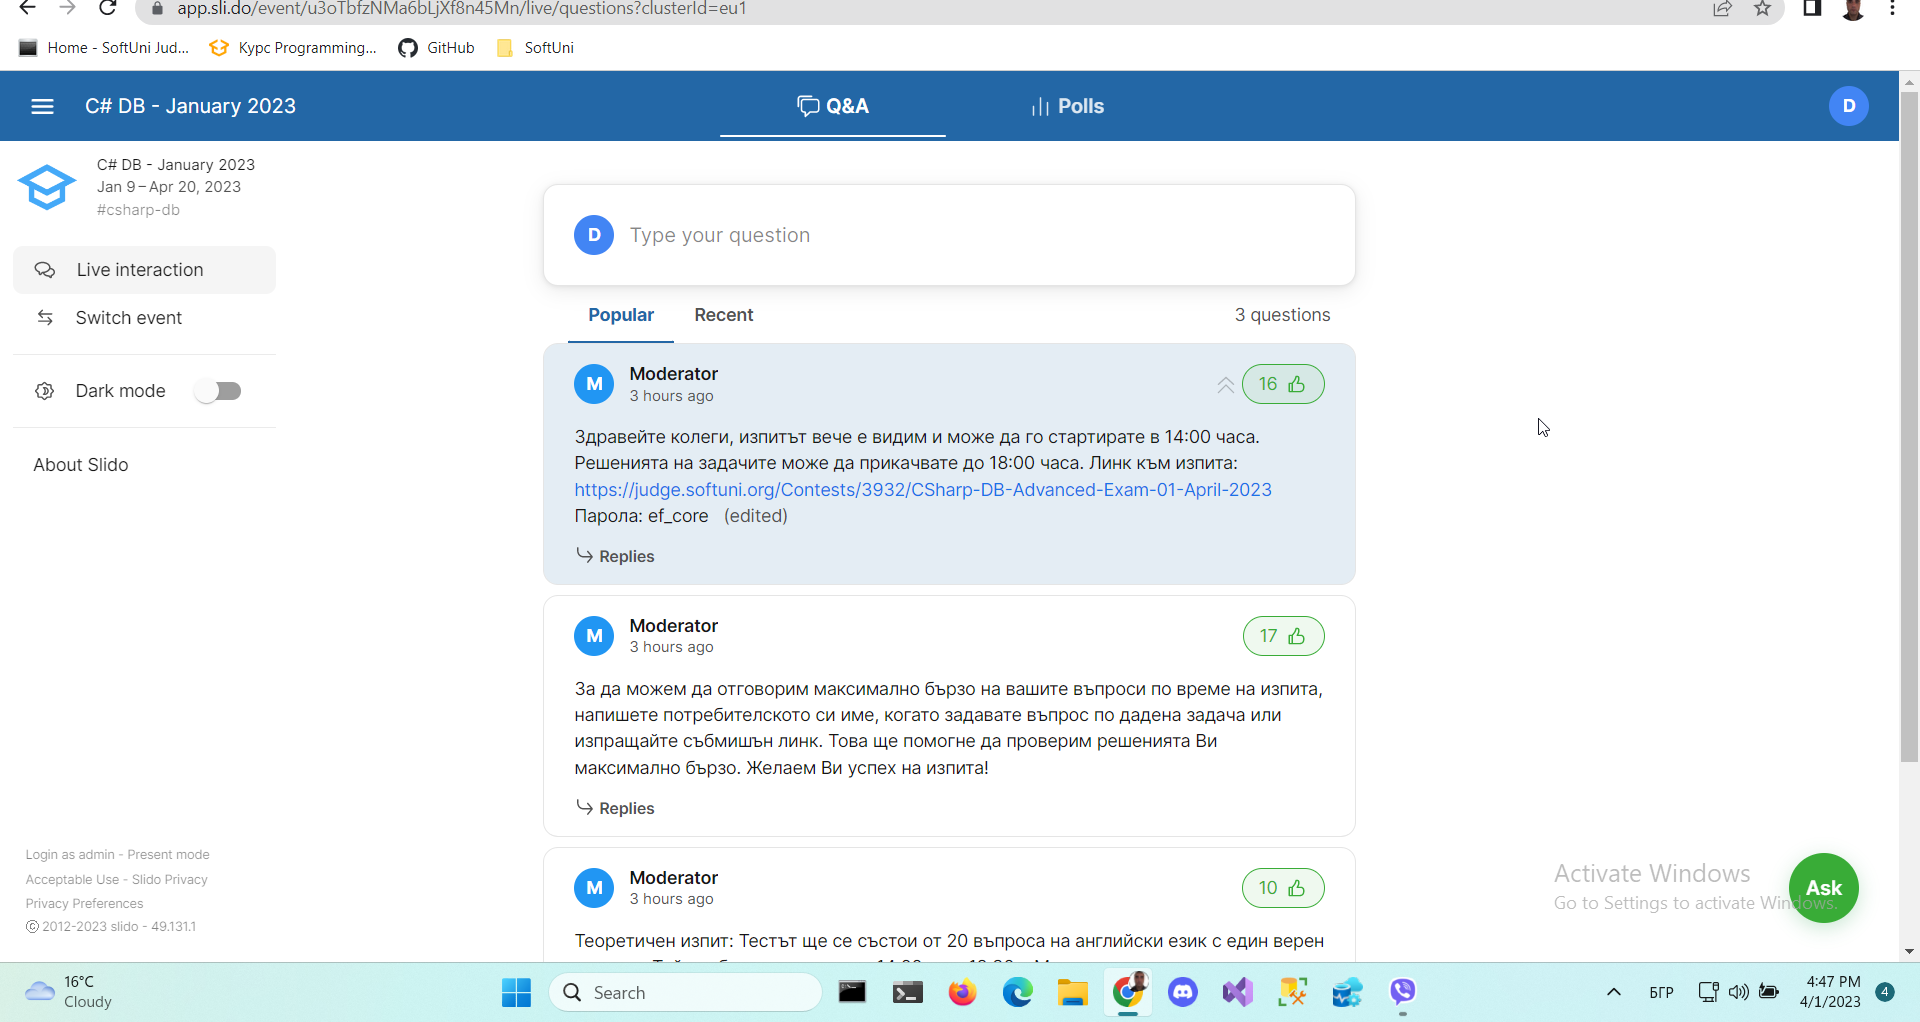 app.sli.do/event/u3oTbfzNMa6bLjXf8n45Mn/live/questions?clusterId=eu1
Home - SoftUni Jud... Курс Programming... GitHub SoftUni
C# DB - January 2023 Q&A Polls D
C# DB - January 2023
Jan 9 – Apr 20, 2023
#csharp-db
Live interaction
Switch event
Dark mode
About Slido
D Type your question
Popular Recent 3 questions
M Moderator 16
3 hours ago
Здравейте колеги, изпитът вече е видим и може да го стартирате в 14:00 часа.
Решенията на задачите може да прикачвате до 18:00 часа. Линк към изпита:
https://judge.softuni.org/Contests/3932/CSharp-DB-Advanced-Exam-01-April-2023
Парола: ef_core (edited)
Replies
M Moderator 17
3 hours ago
За да можем да отговорим максимално бързо на вашите въпроси по време на изпита,
напишете потребителското си име, когато задавате въпрос по дадена задача или
изпращайте събмишън линк. Това ще помогне да проверим решенията Ви
максимално бързо. Желаем Ви успех на изпита!
Replies
M Moderator 10
3 hours ago
Теоретичен изпит: Тестът ще се състои от 20 въпроса на английски език с един верен
Login as admin - Present mode
Acceptable Use - Slido Privacy
Privacy Preferences
© 2012-2023 slido - 49.131.1
Activate Windows
Go to Settings to activate Windows.
Ask
16°C
Cloudy
Search
БГР
4:47 PM
4/1/2023
4